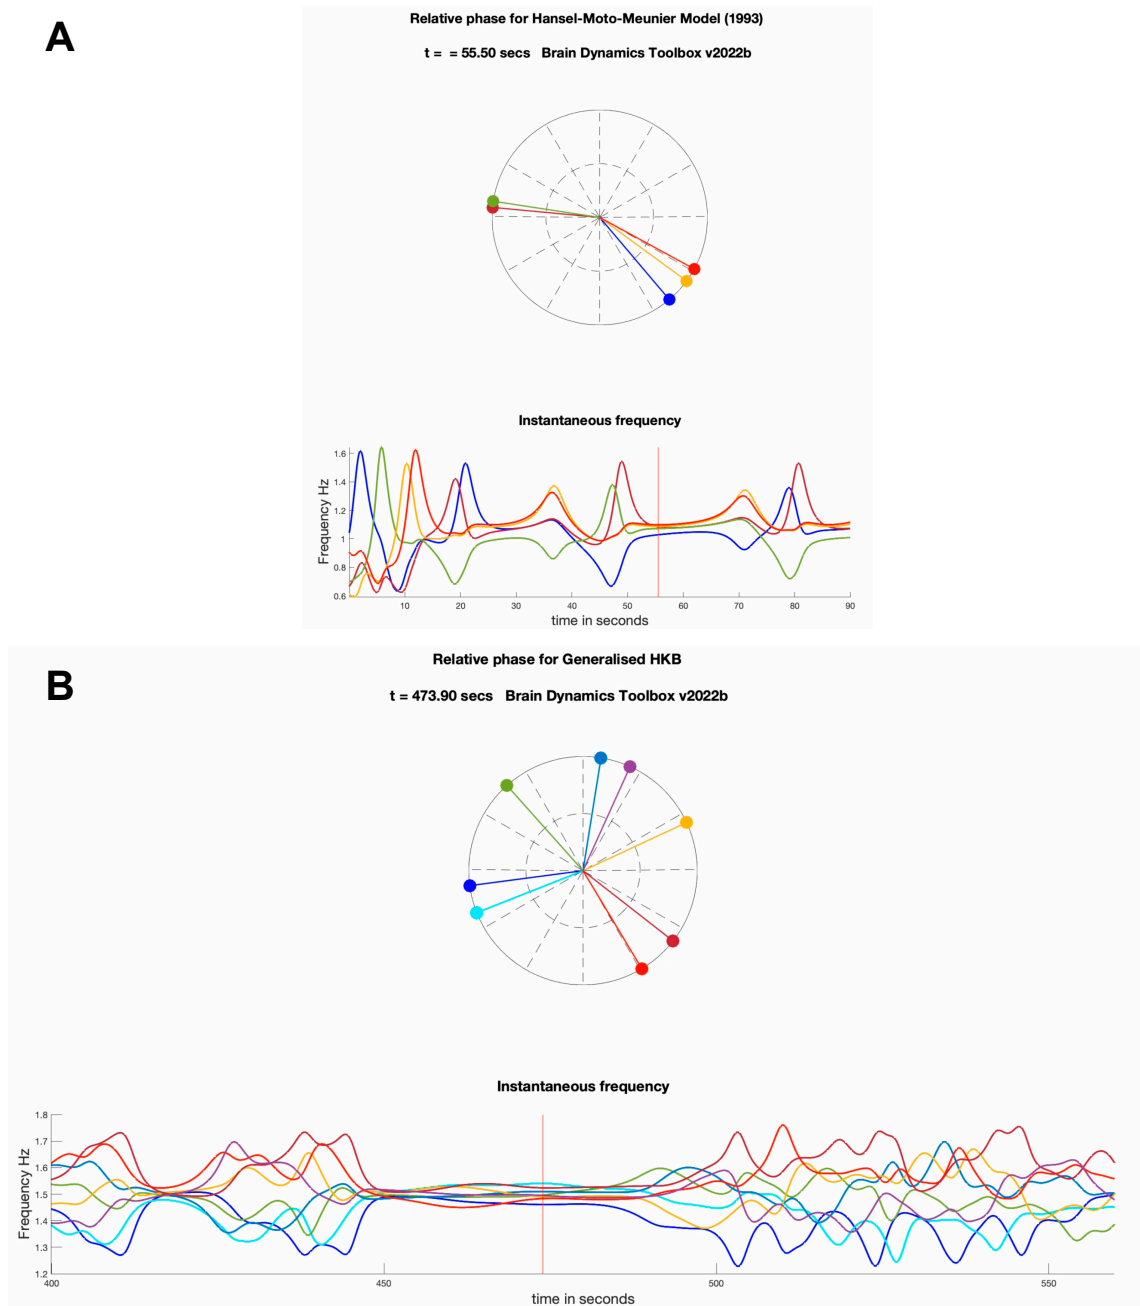 A
Relative phase for Hansel-Moto-Meunier Model (1993)
t = = 55.50 secs Brain Dynamics Toolbox v2022b
Instantaneous frequency
Frequency Hz
1.6
1.4
1.2
1
0.8
0.6
10 20 30 40 50 60 70 80 90
time in seconds
B
Relative phase for Generalised HKB
t = 473.90 secs Brain Dynamics Toolbox v2022b
Instantaneous frequency
Frequency Hz
1.8
1.7
1.6
1.5
1.4
1.3
1.2
400 450 500 550
time in seconds